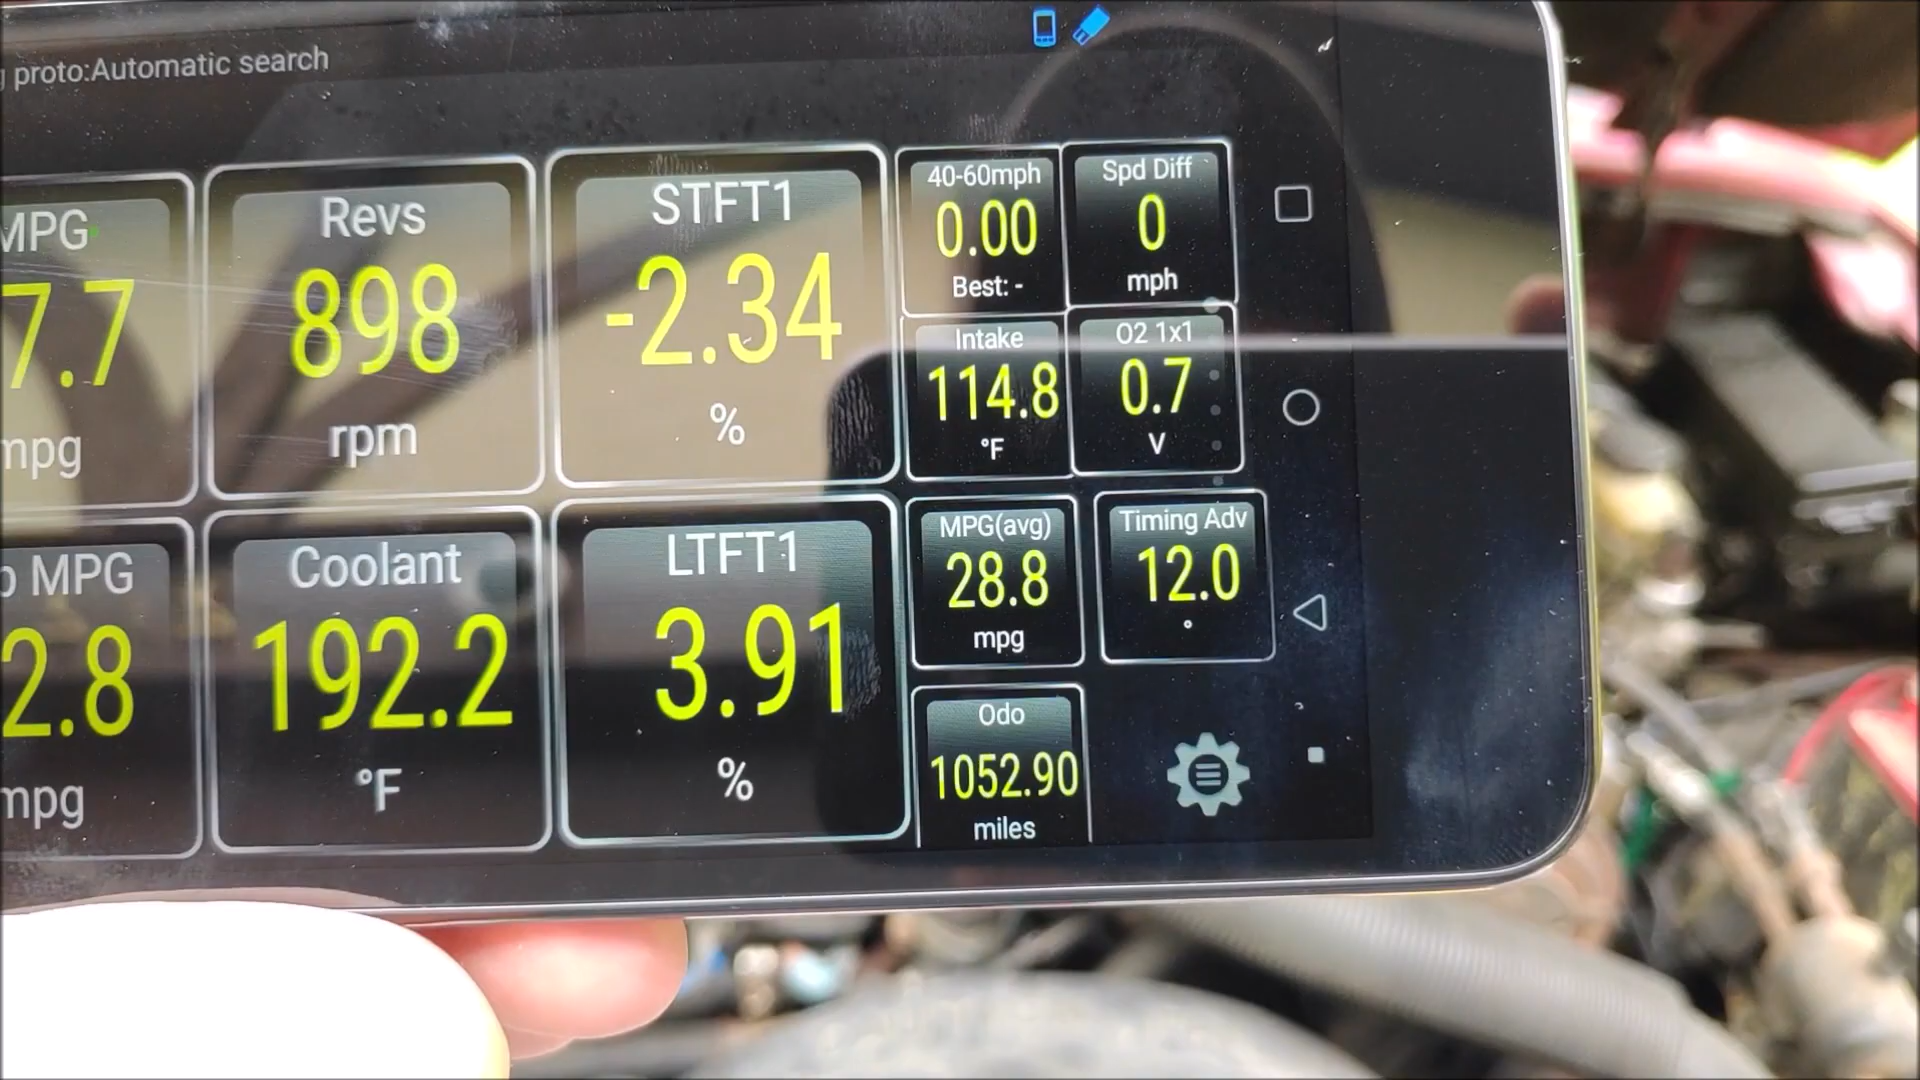 proto:Automatic search
MPG
7.7
mpg
Revs
898
rpm
STFT1
-2.34
%
40-60mph
0.00
Best: -
Spd Diff
0
mph
Intake
114.8
°F
O2 1x1
0.7
V
MPG
2.8
mpg
Coolant
192.2
°F
LTFT1
3.91
%
MPG(avg)
28.8
mpg
Timing Adv
12.0
°
Odo
1052.90
miles